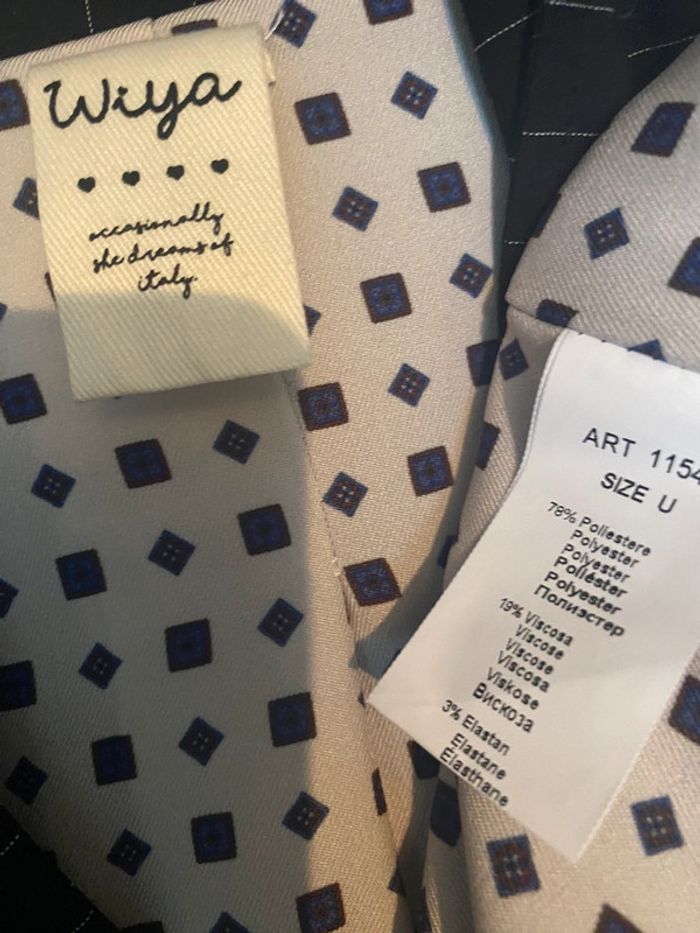 Wiya
occasionally
she dreams of
italy.
ART 1154
SIZE U
78% Poliestere
Polyester
Polyester
Poliéster
Polyester
Полиэстер
19% Viscosa
Viscose
Viscose
Viscosa
Viskose
Вискоза
3% Elastan
Elastane
Élasthane